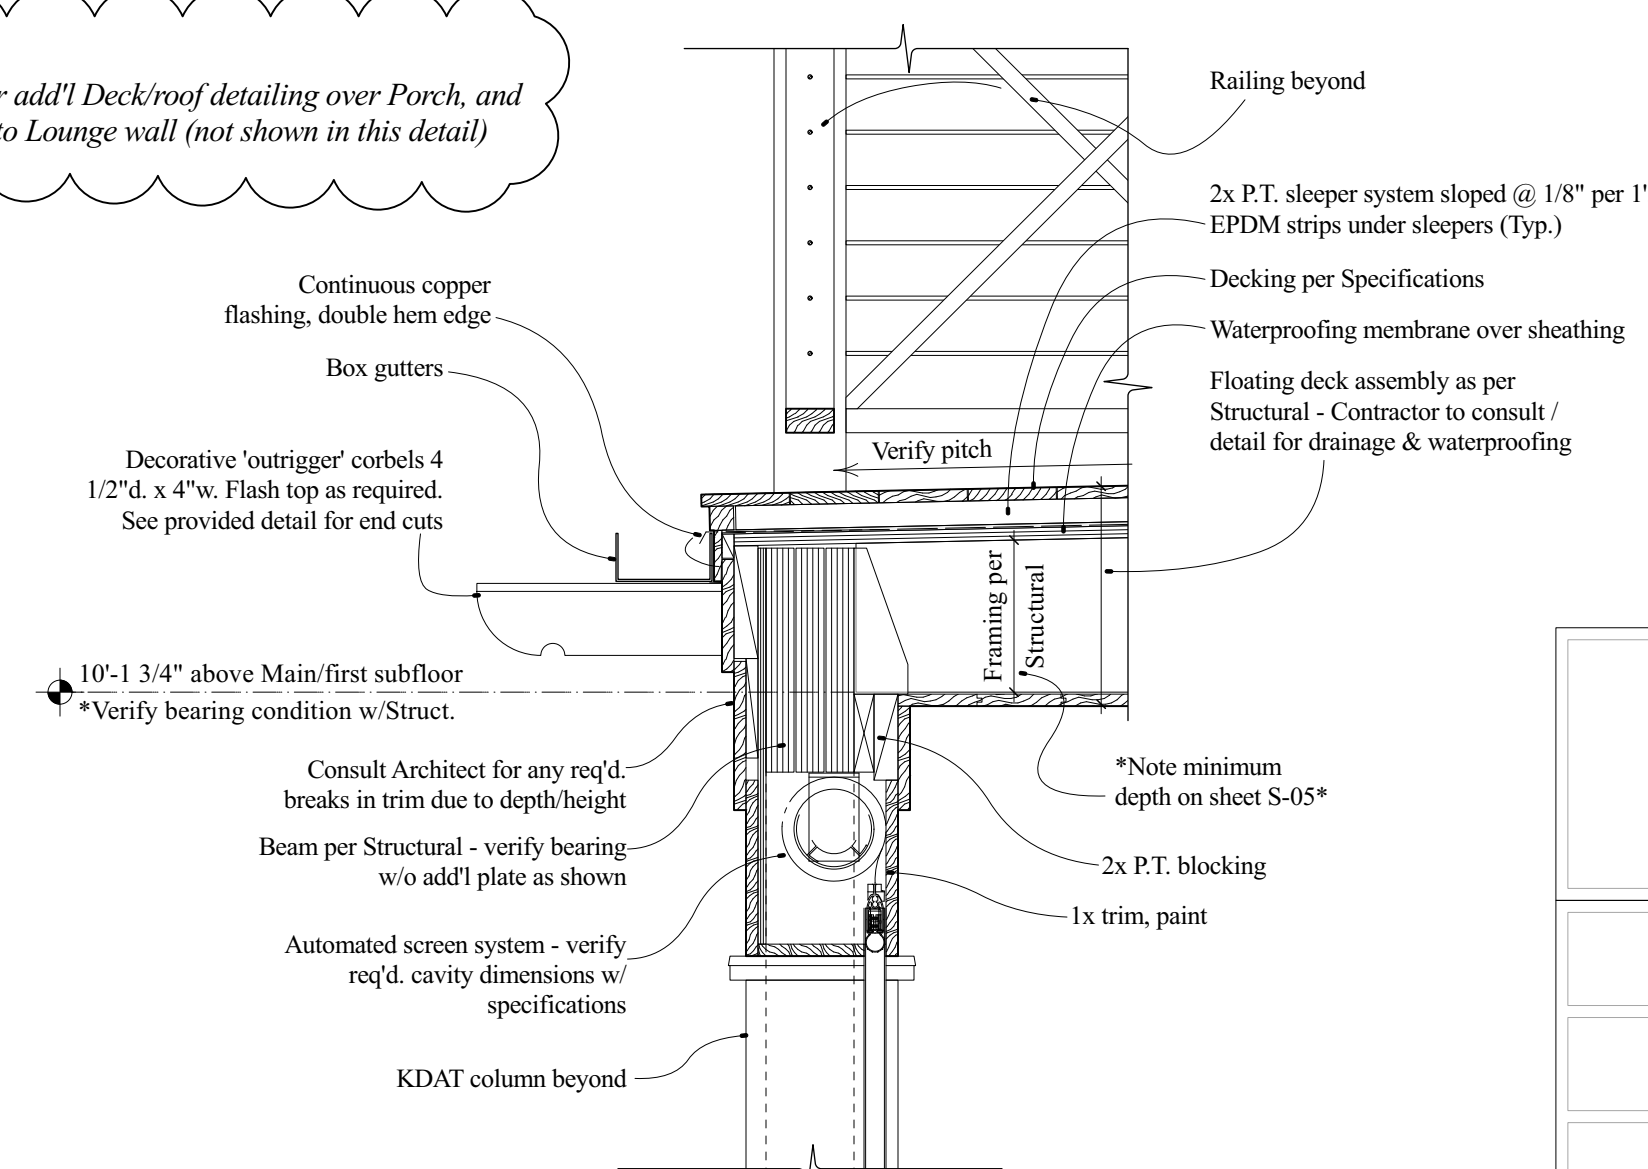 r add'l Deck/roof detailing over Porch, and
to Lounge wall (not shown in this detail)
Railing beyond
2x P.T. sleeper system sloped @ 1/8" per 1'
EPDM strips under sleepers (Typ.)
Decking per Specifications
Waterproofing membrane over sheathing
Floating deck assembly as per
Structural - Contractor to consult /
detail for drainage & waterproofing
Continuous copper
flashing, double hem edge
Box gutters
Decorative 'outrigger' corbels 4
1/2"d. x 4"w. Flash top as required.
See provided detail for end cuts
Verify pitch
Framing per
Structural
10'-1 3/4" above Main/first subfloor
*Verify bearing condition w/Struct.
Consult Architect for any req'd.
breaks in trim due to depth/height
Beam per Structural - verify bearing
w/o add'l plate as shown
Automated screen system - verify
req'd. cavity dimensions w/
specifications
KDAT column beyond
*Note minimum
depth on sheet S-05*
2x P.T. blocking
1x trim, paint